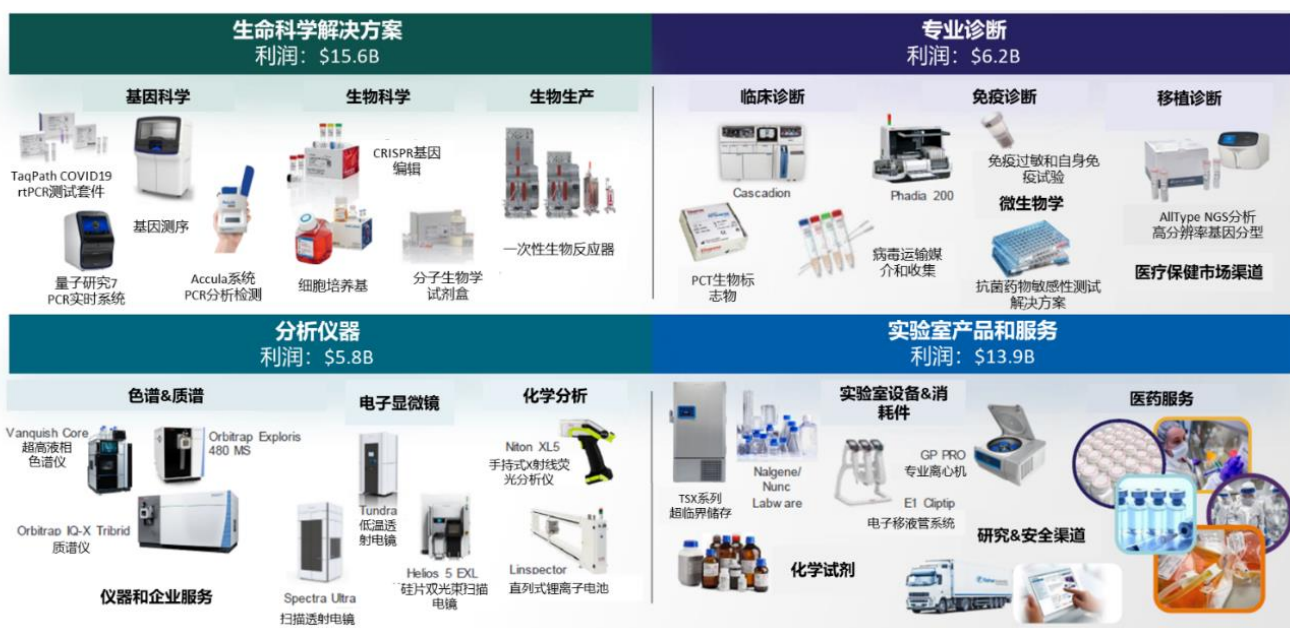 生命科学解决方案
利润：$15.6B
基因科学
生物科学
生物生产
TaqPath COVID19
rtPCR测试套件
基因测序
CRISPR基因
编辑
量子研究7
PCR实时系统
Accula系统
PCR分析检测
细胞培养基
分子生物学
试剂盒
一次性生物反应器
专业诊断
利润：$6.2B
临床诊断
免疫诊断
移植诊断
Cascadion
Phadia 200
免疫过敏和自身免
疫试验
微生物学
PCT生物标
志物
病毒运输媒
介和收集
抗菌药物敏感性测试
解决方案
AllType NGS分析
高分辨率基因分型
医疗保健市场渠道
分析仪器
利润：$5.8B
色谱&质谱
电子显微镜
化学分析
Vanquish Core
超高液相
色谱仪
Orbitrap Exploris
480 MS
Orbitrap IQ-X Tribrid
质谱仪
仪器和企业服务
Tundra
低温透
射电镜
Spectra Ultra
扫描透射电镜
Helios 5 EXL
硅片双光束扫描
电镜
Niton XL5
手持式X射线荧
光分析仪
Linspector
直列式锂离子电池
实验室产品和服务
利润：$13.9B
实验室设备&消
耗件
医药服务
TSX系列
超临界储存
Nalgene/
Nunc
Labware
GP PRO
专业离心机
E1 Cliptip
电子移液管系统
化学试剂
研究&安全渠道